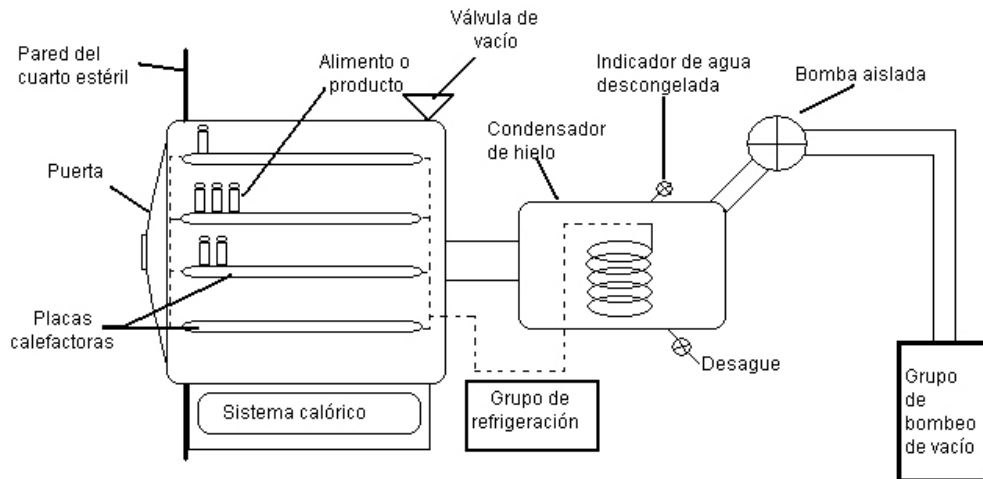 Válvula de
vacío
Pared del
cuarto estéril
Alimento o
producto
Indicador de agua
descongelada
Bomba aislada
Condensador
de hielo
Puerta
Placas
calefactoras
Desague
Sistema calórico
Grupo de
refrigeración
Grupo
de
bombeo
de vacío